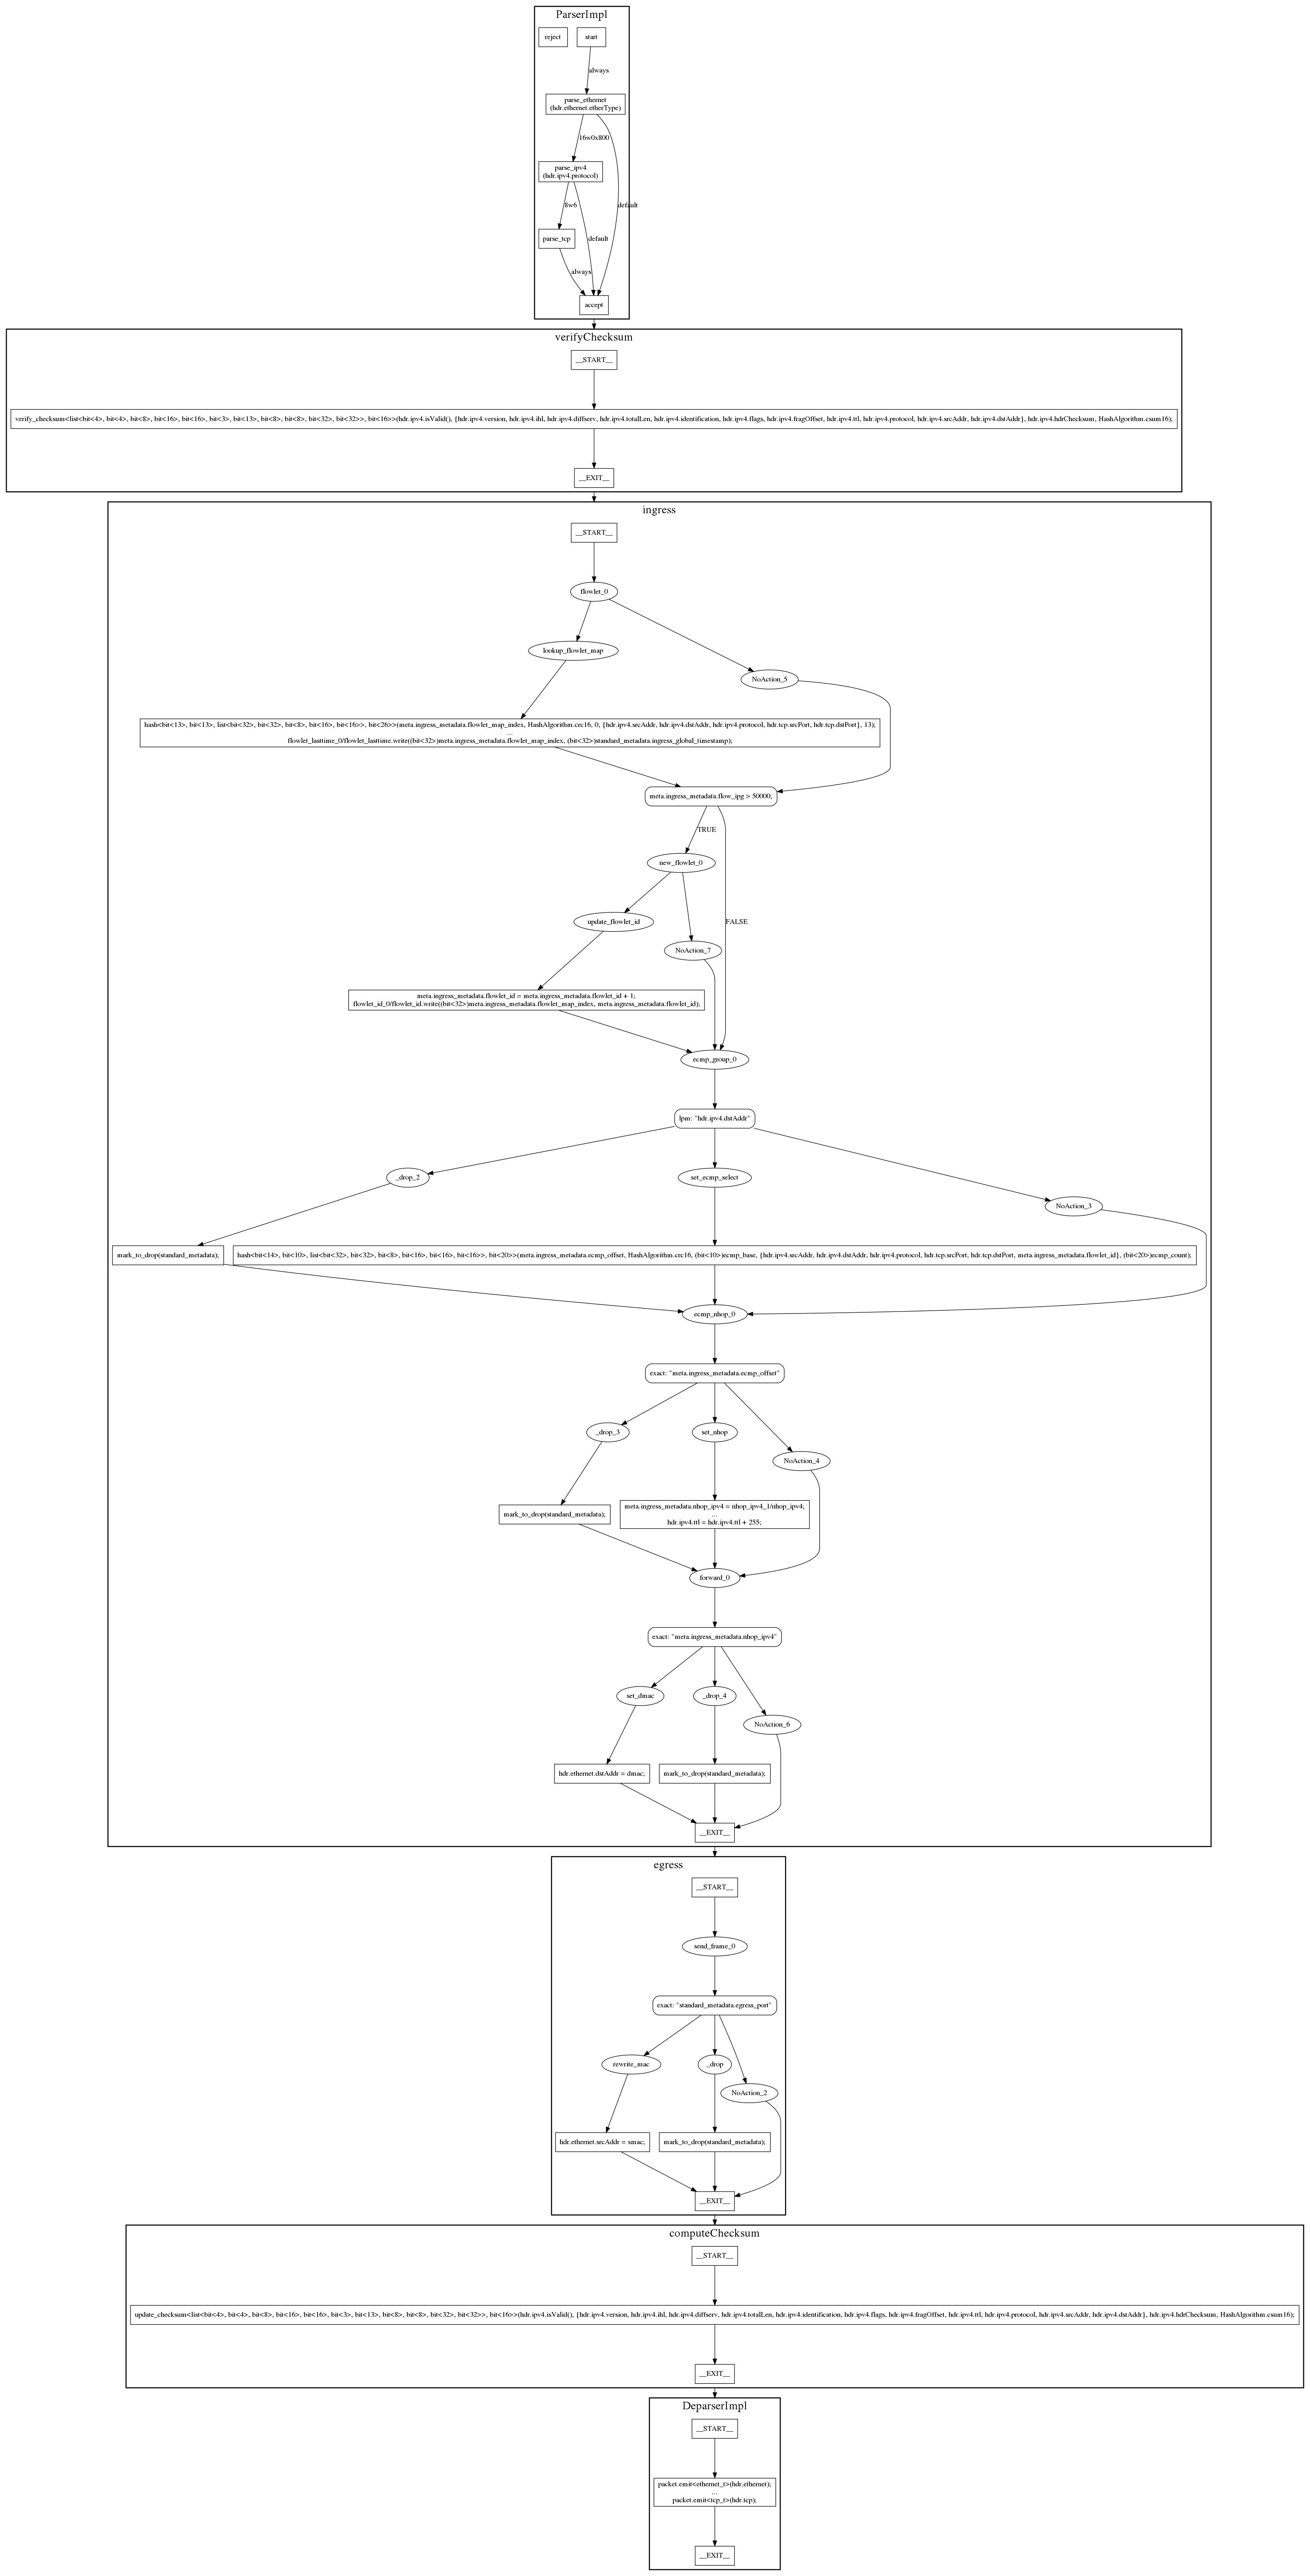 ParserImpl
reject
start
always
parse_ethernet
(hdr.ethernet.etherType)
16w0x800
parse_ipv4
(hdr.ipv4.protocol)
8w6
default
parse_tcp
default
always
accept
verifyChecksum
__START__
verify_checksum<list<bit<4>, bit<4>, bit<8>, bit<16>, bit<16>, bit<3>, bit<13>, bit<8>, bit<8>, bit<32>, bit<32>>, bit<16>>(hdr.ipv4.isValid(), {hdr.ipv4.version, hdr.ipv4.ihl, hdr.ipv4.diffserv, hdr.ipv4.totalLen, hdr.ipv4.identification, hdr.ipv4.flags, hdr.ipv4.fragOffset, hdr.ipv4.ttl, hdr.ipv4.protocol, hdr.ipv4.srcAddr, hdr.ipv4.dstAddr}, hdr.ipv4.hdrChecksum, HashAlgorithm.csum16);
__EXIT__
ingress
__START__
flowlet_0
lookup_flowlet_map
NoAction_5
hash<bit<13>, bit<13>, list<bit<32>, bit<32>, bit<8>, bit<16>, bit<16>>, bit<26>>(meta.ingress_metadata.flowlet_map_index, HashAlgorithm.crc16, 0, {hdr.ipv4.srcAddr, hdr.ipv4.dstAddr, hdr.ipv4.protocol, hdr.tcp.srcPort, hdr.tcp.dstPort}, 13);
...
flowlet_lasttime_0/flowlet_lasttime.write((bit<32>)meta.ingress_metadata.flowlet_map_index, (bit<32>)standard_metadata.ingress_global_timestamp);
meta.ingress_metadata.flow_ipg > 50000;
TRUE
new_flowlet_0
update_flowlet_id
FALSE
NoAction_7
meta.ingress_metadata.flowlet_id = meta.ingress_metadata.flowlet_id + 1;
flowlet_id_0/flowlet_id.write((bit<32>)meta.ingress_metadata.flowlet_map_index, meta.ingress_metadata.flowlet_id);
ecmp_group_0
lpm: "hdr.ipv4.dstAddr"
_drop_2
set_ecmp_select
NoAction_3
mark_to_drop(standard_metadata);
hash<bit<14>, bit<10>, list<bit<32>, bit<32>, bit<8>, bit<16>, bit<16>, bit<16>>, bit<20>>(meta.ingress_metadata.ecmp_offset, HashAlgorithm.crc16, (bit<10>)ecmp_base, {hdr.ipv4.srcAddr, hdr.ipv4.dstAddr, hdr.ipv4.protocol, hdr.tcp.srcPort, hdr.tcp.dstPort, meta.ingress_metadata.flowlet_id}, (bit<20>)ecmp_count);
ecmp_nhop_0
exact: "meta.ingress_metadata.ecmp_offset"
_drop_3
set_nhop
NoAction_4
mark_to_drop(standard_metadata);
meta.ingress_metadata.nhop_ipv4 = nhop_ipv4_1/nhop_ipv4;
...
hdr.ipv4.ttl = hdr.ipv4.ttl + 255;
forward_0
exact: "meta.ingress_metadata.nhop_ipv4"
set_dmac
_drop_4
NoAction_6
hdr.ethernet.dstAddr = dmac;
mark_to_drop(standard_metadata);
__EXIT__
egress
__START__
send_frame_0
exact: "standard_metadata.egress_port"
rewrite_mac
_drop
NoAction_2
hdr.ethernet.srcAddr = smac;
mark_to_drop(standard_metadata);
__EXIT__
computeChecksum
__START__
update_checksum<list<bit<4>, bit<4>, bit<8>, bit<16>, bit<16>, bit<3>, bit<13>, bit<8>, bit<8>, bit<32>, bit<32>>, bit<16>>(hdr.ipv4.isValid(), {hdr.ipv4.version, hdr.ipv4.ihl, hdr.ipv4.diffserv, hdr.ipv4.totalLen, hdr.ipv4.identification, hdr.ipv4.flags, hdr.ipv4.fragOffset, hdr.ipv4.ttl, hdr.ipv4.protocol, hdr.ipv4.srcAddr, hdr.ipv4.dstAddr}, hdr.ipv4.hdrChecksum, HashAlgorithm.csum16);
__EXIT__
DeparserImpl
__START__
packet.emit<ethernet_t>(hdr.ethernet);
...
packet.emit<tcp_t>(hdr.tcp);
__EXIT__